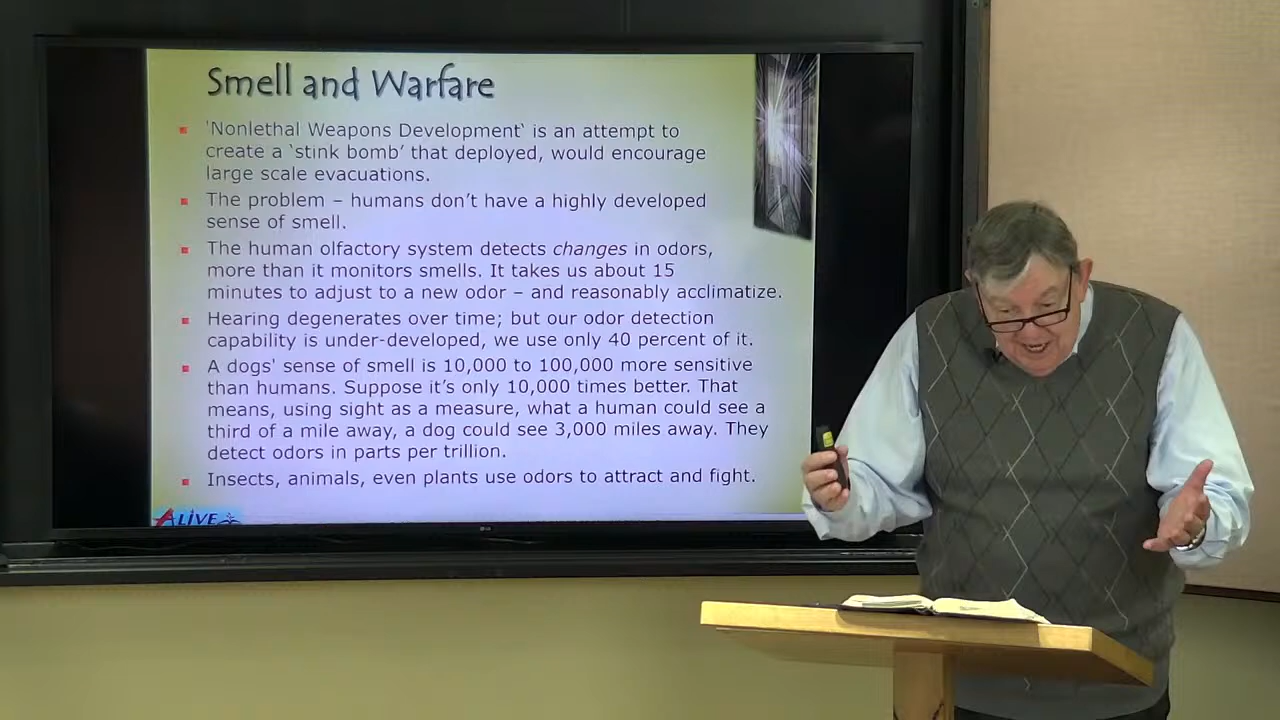 Smell and Warfare
'Nonlethal Weapons Development‘ is an attempt to
create a ‘stink bomb’ that deployed, would encourage
large scale evacuations.
The problem – humans don’t have a highly developed
sense of smell.
The human olfactory system detects changes in odors,
more than it monitors smells. It takes us about 15
minutes to adjust to a new odor – and reasonably acclimatize.
Hearing degenerates over time; but our odor detection
capability is under-developed, we use only 40 percent of it.
A dogs' sense of smell is 10,000 to 100,000 more sensitive
than humans. Suppose it’s only 10,000 times better. That
means, using sight as a measure, what a human could see a
third of a mile away, a dog could see 3,000 miles away. They
detect odors in parts per trillion.
Insects, animals, even plants use odors to attract and fight.
ALIVE
LG